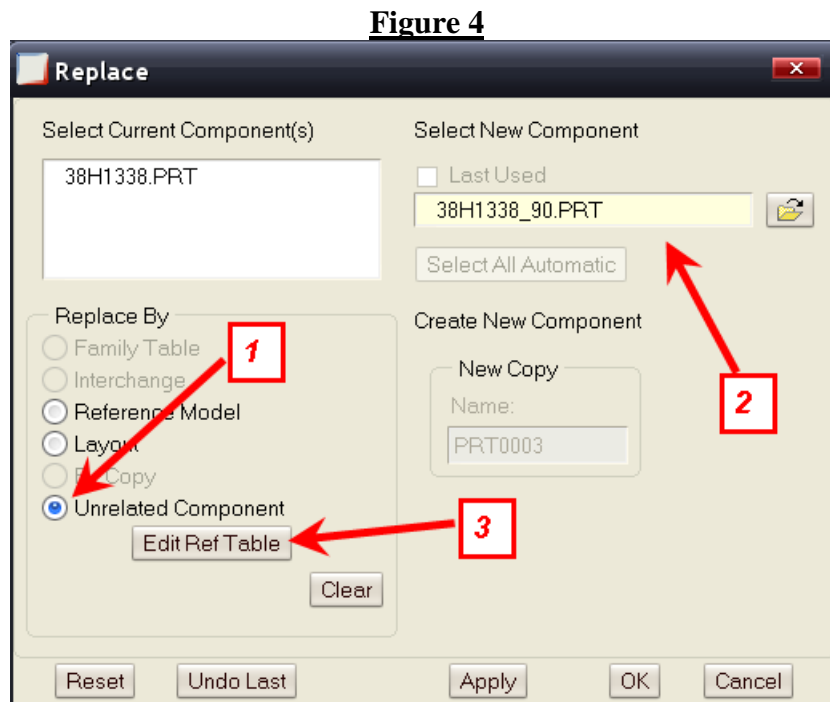 Figure 4
Replace
Select Current Component(s)
38H1338.PRT
Select New Component
Last Used
38H1338_90.PRT
Select All Automatic
Replace By
Family Table
Interchange
Reference Model
Layout
By Copy
Unrelated Component
Edit Ref Table
Clear
Create New Component
New Copy
Name:
PRT0003
1
2
3
Reset Undo Last Apply OK Cancel